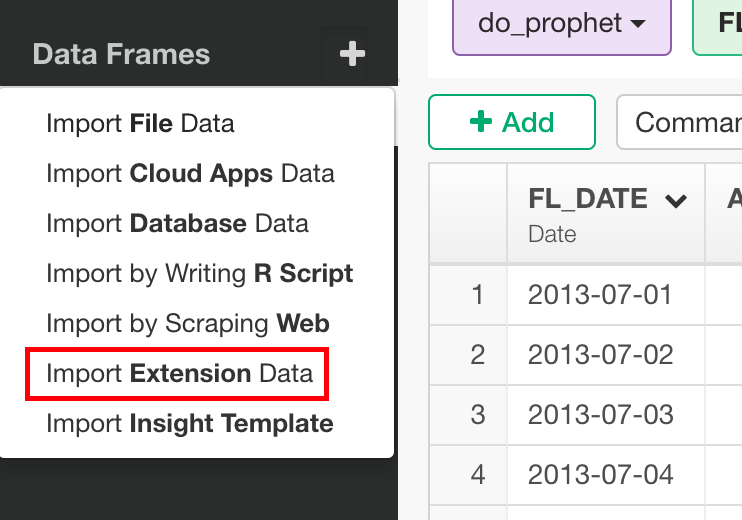 Data Frames
Import File Data
Import Cloud Apps Data
Import Database Data
Import by Writing R Script
Import by Scraping Web
Import Extension Data
Import Insight Template
do_prophet
FL
Add
Comman
FL_DATE
A
Date
1 2013-07-01
2 2013-07-02
3 2013-07-03
4 2013-07-04